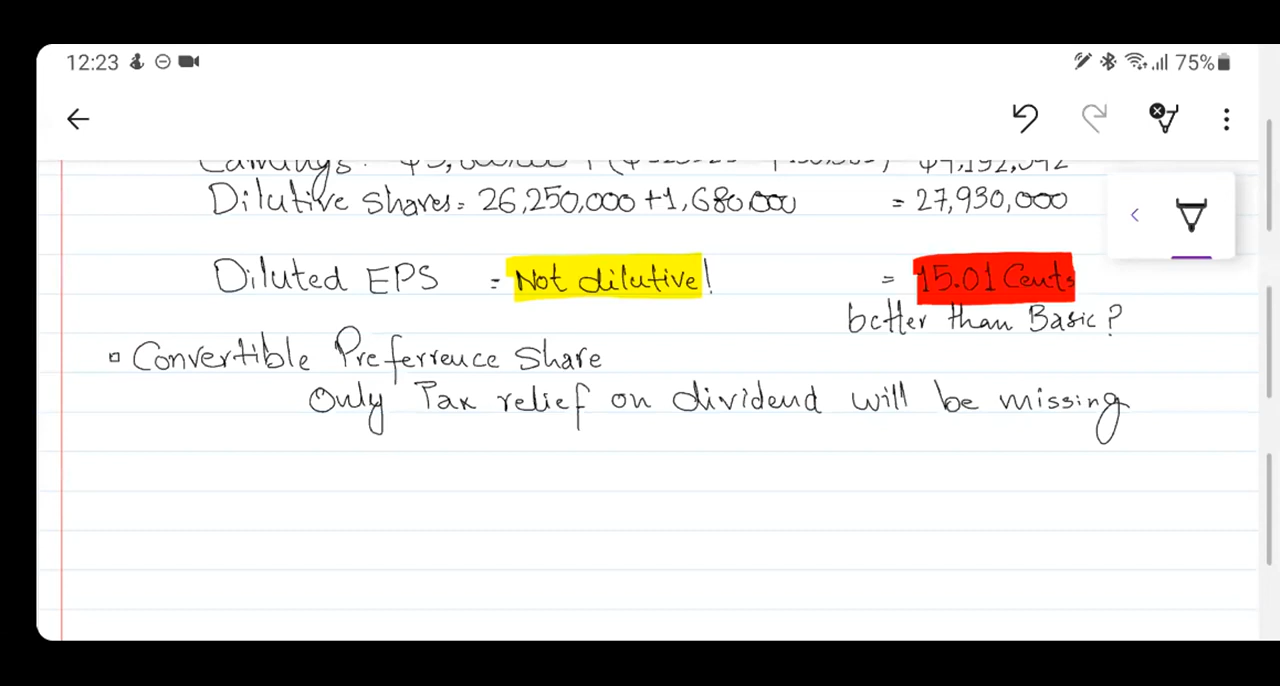 12:23 75%
Dilutive Shares = 26,250,000 + 1,680,000 = 27,930,000
Diluted EPS = Not dilutive! = 15.01 Cents
better than Basic?
Convertible Preferrence Share
Only Tax relief on dividend will be missing